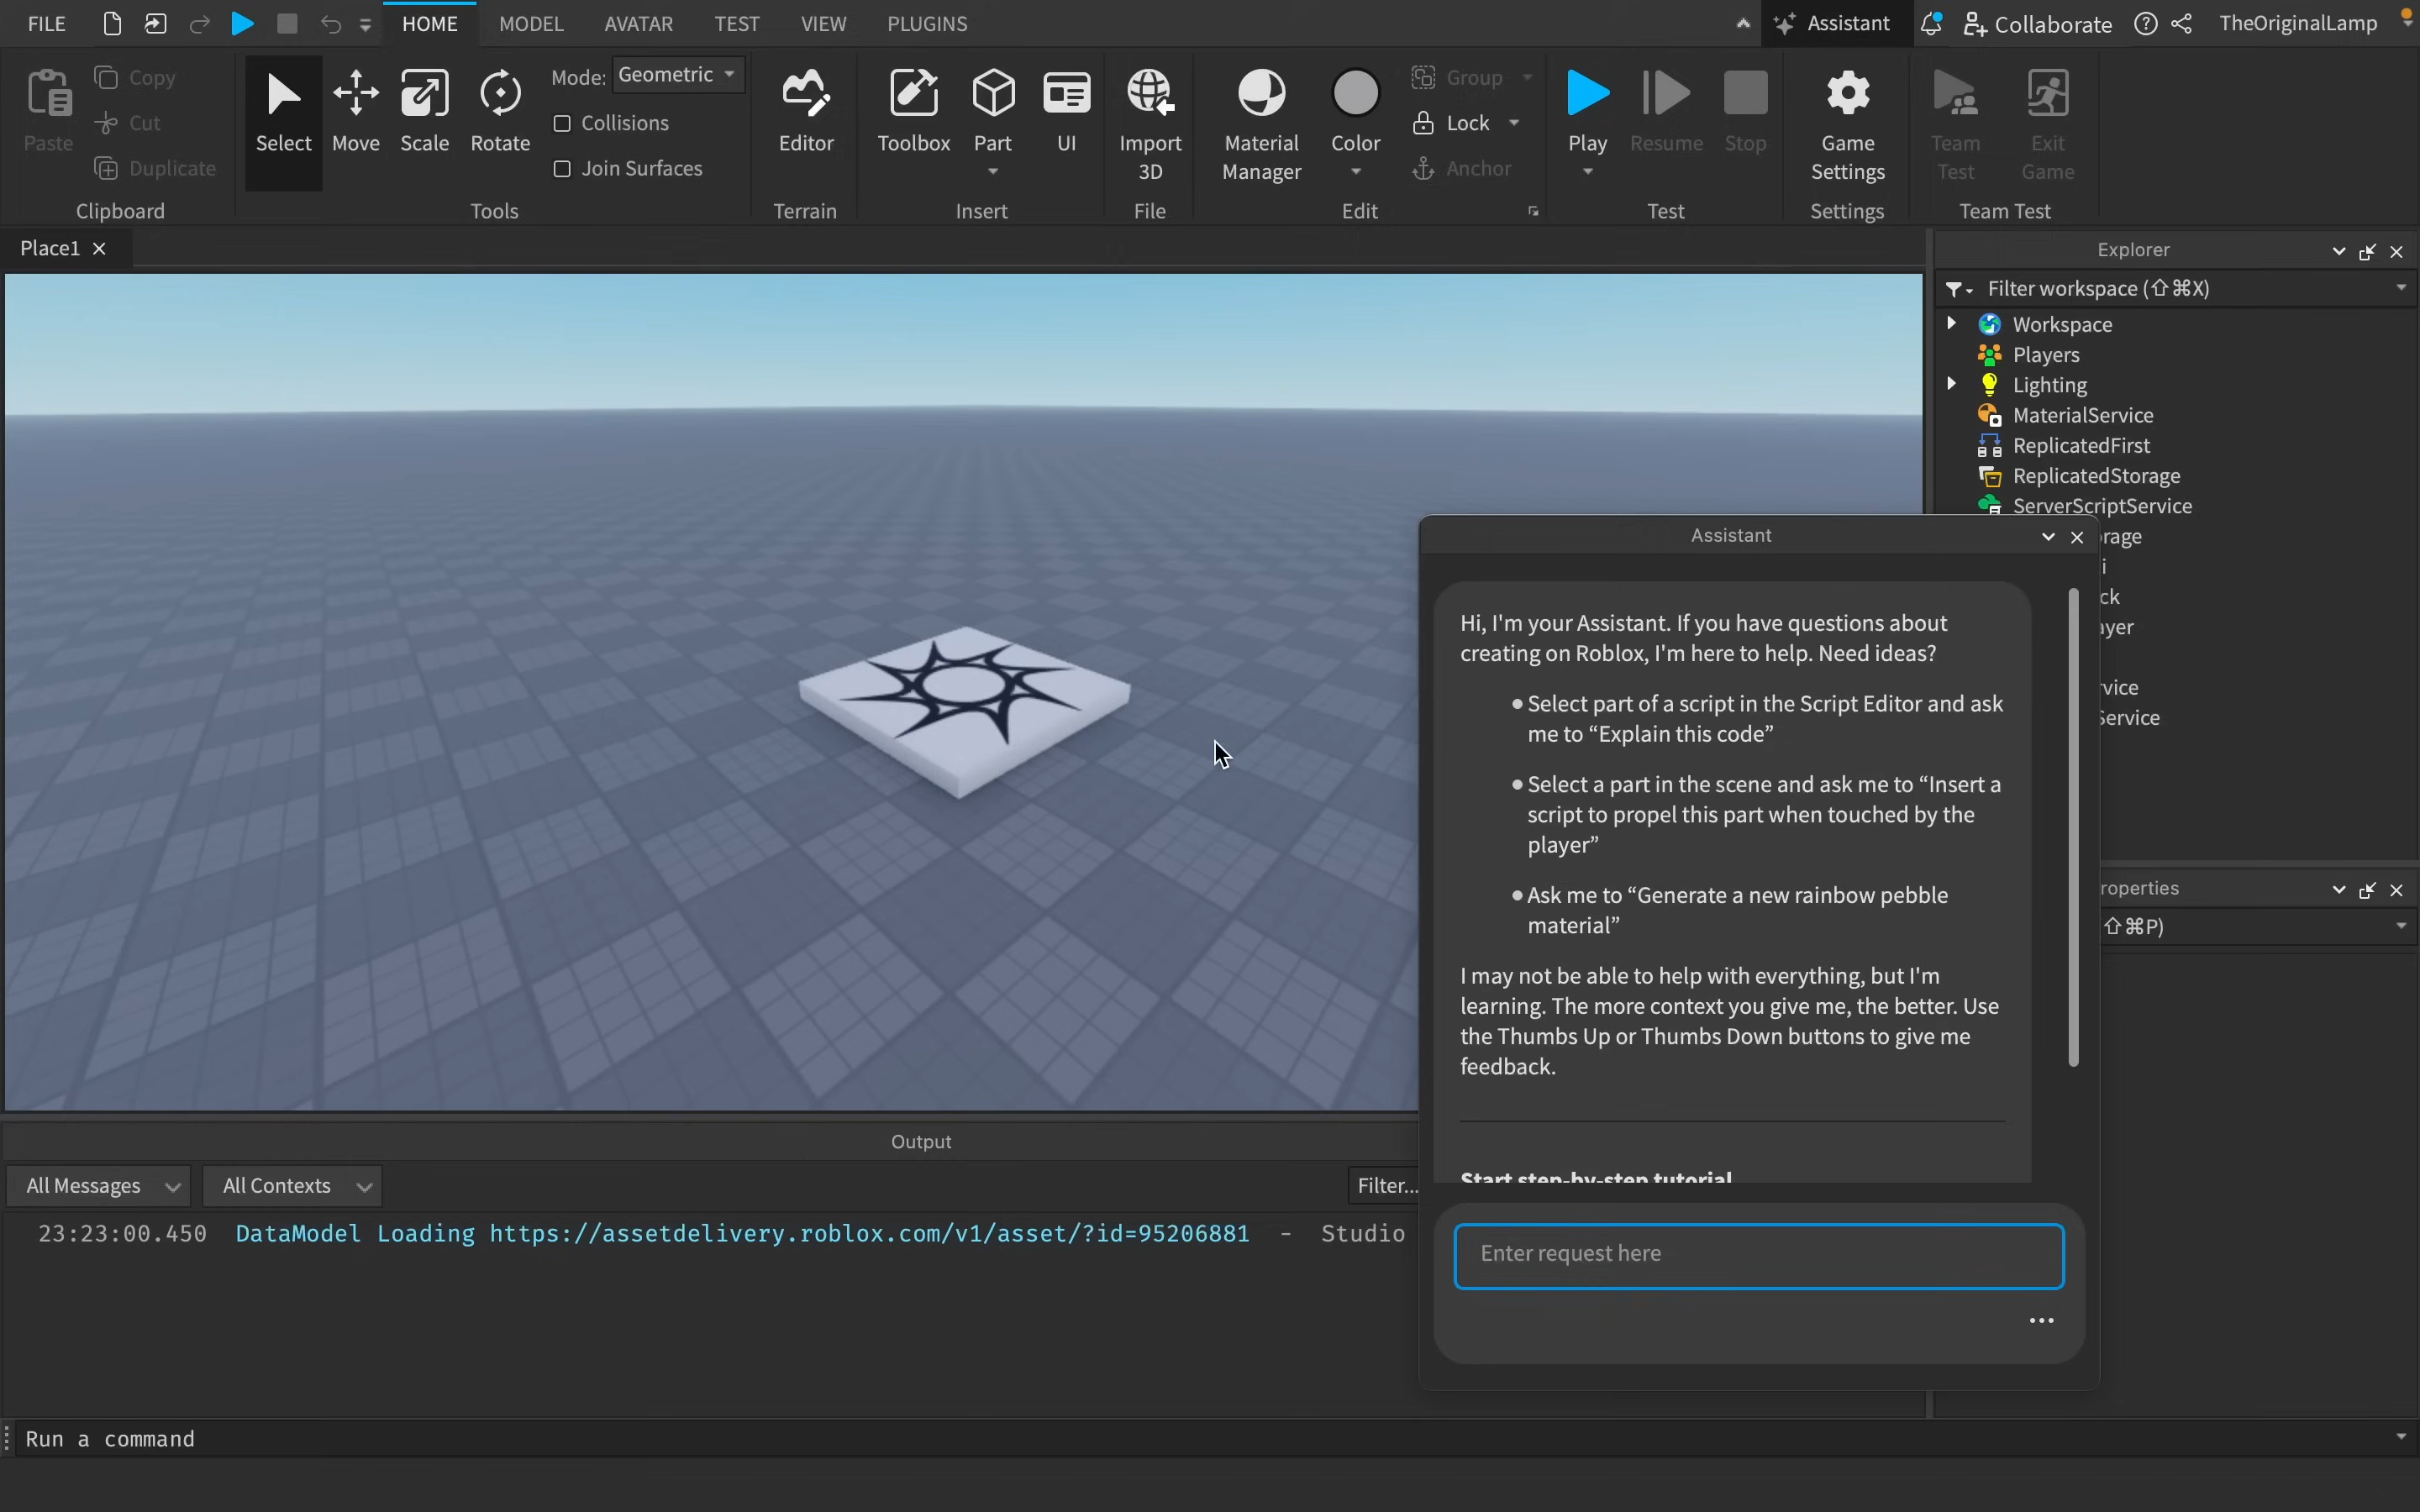 FILE HOME MODEL AVATAR TEST VIEW PLUGINS Assistant Collaborate TheOriginalLamp
Paste
Copy
Cut
Duplicate
Clipboard
Select Move Scale Rotate
Mode: Geometric
Collisions
Join Surfaces
Tools
Editor
Terrain
Toolbox Part UI
Insert
Import
3D
File
Material
Manager
Color
Group
Lock
Anchor
Edit
Play Resume Stop
Test
Game
Settings
Settings
Team
Test
Exit
Game
Team Test
Place1
Explorer
Filter workspace (⇧⌘X)
Workspace
Players
Lighting
MaterialService
ReplicatedFirst
ReplicatedStorage
ServerScriptService
rage
i
ck
ayer
vice
Service
roperties
⇧⌘P)
Assistant
Hi, I'm your Assistant. If you have questions about
creating on Roblox, I'm here to help. Need ideas?
• Select part of a script in the Script Editor and ask
me to “Explain this code”
• Select a part in the scene and ask me to “Insert a
script to propel this part when touched by the
player”
• Ask me to “Generate a new rainbow pebble
material”
I may not be able to help with everything, but I'm
learning. The more context you give me, the better. Use
the Thumbs Up or Thumbs Down buttons to give me
feedback.
Start step-by-step tutorial
Enter request here
Output
All Messages All Contexts Filter...
23:23:00.450 DataModel Loading https://assetdelivery.roblox.com/v1/asset/?id=95206881 - Studio
Run a command